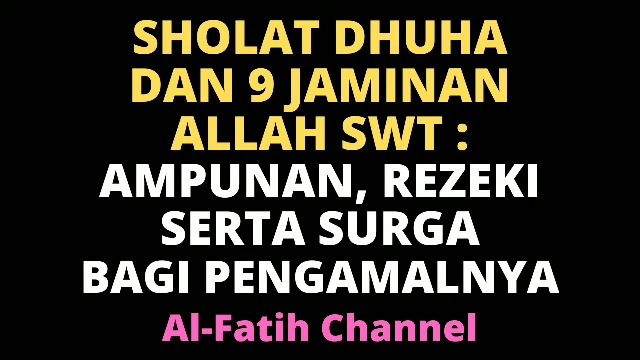 SHOLAT DHUHA
DAN 9 JAMINAN
ALLAH SWT :
AMPUNAN, REZEKI
SERTA SURGA
BAGI PENGAMALNYA
Al-Fatih Channel